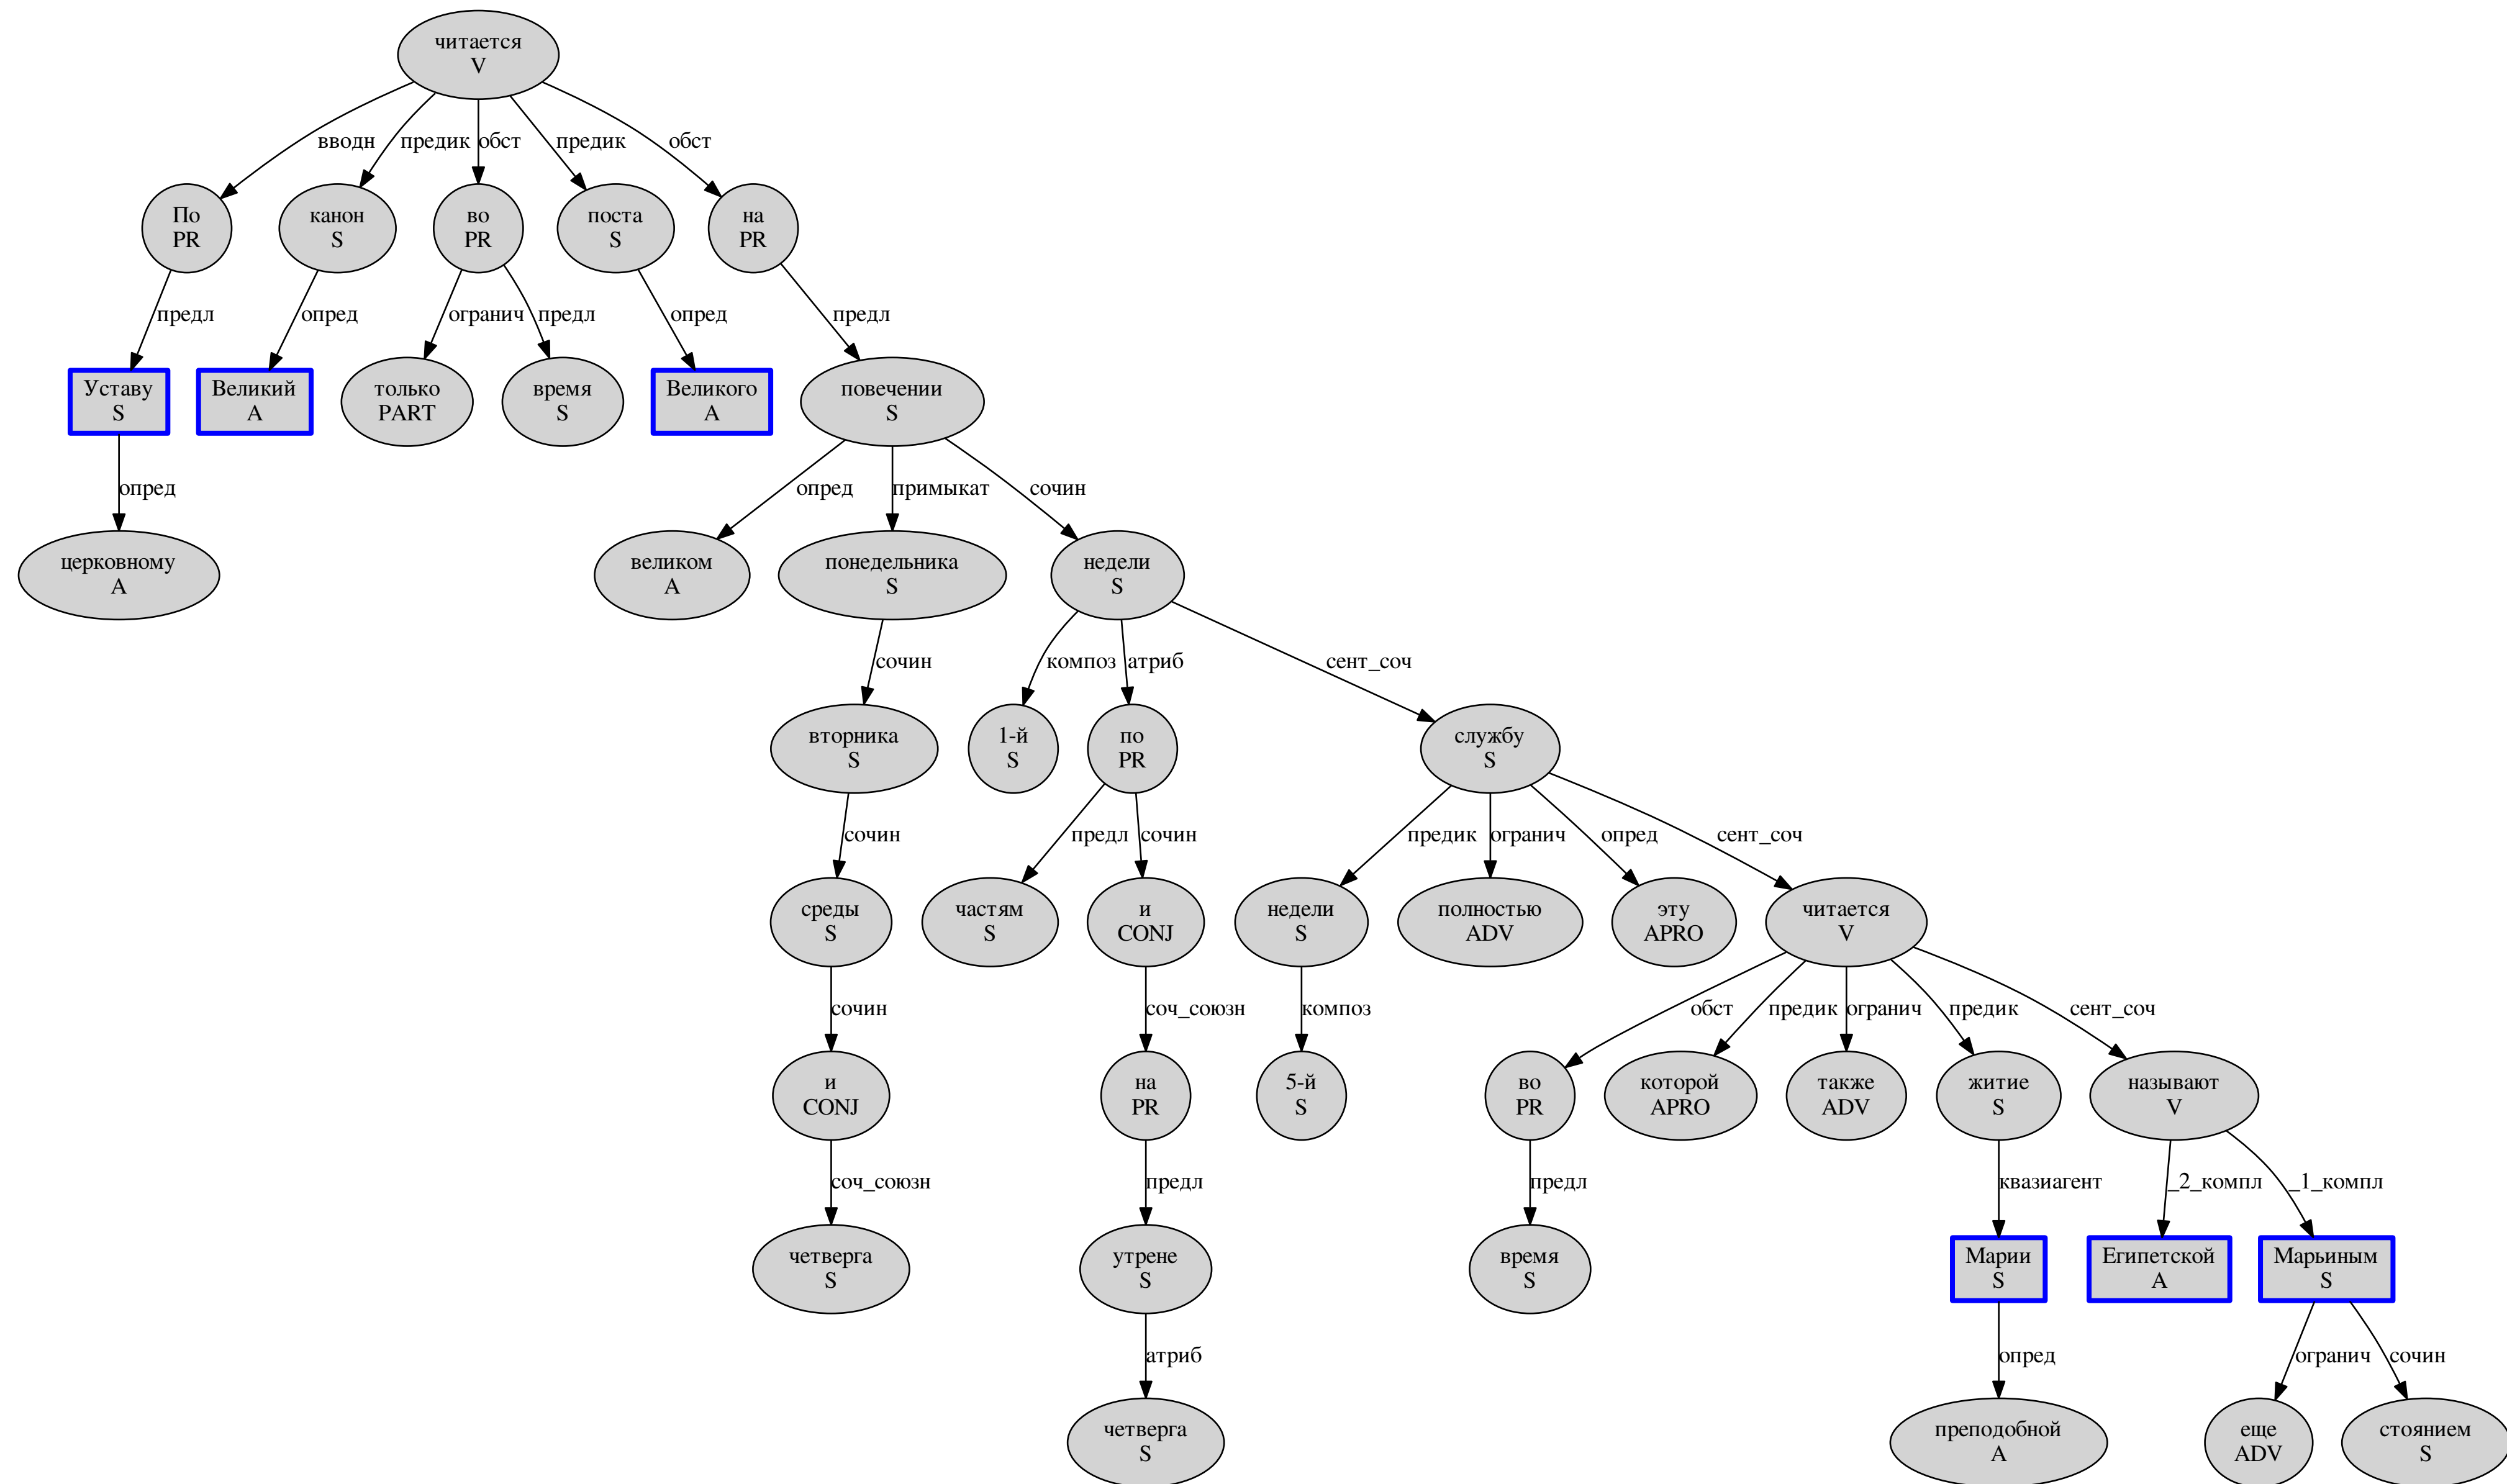 читается
V
вводн
предик
обст
предик
обст
По
PR
канон
S
во
PR
поста
S
на
PR
предл
опред
огранич
предл
опред
предл
Уставу
S
Великий
A
только
PART
время
S
Великого
A
повечении
S
опред
опред
примыкат
сочин
церковному
A
великом
A
понедельника
S
недели
S
сочин
композ
атриб
сент_соч
вторника
S
1-й
S
по
PR
службу
S
сочин
предл
сочин
предик
огранич
опред
сент_соч
среды
S
частям
S
и
CONJ
недели
S
полностью
ADV
эту
APRO
читается
V
сочин
соч_союзн
композ
обст
предик
огранич
предик
сент_соч
и
CONJ
на
PR
5-й
S
во
PR
которой
APRO
также
ADV
житие
S
называют
V
соч_союзн
предл
предл
квазиагент
_2_компл
_1_компл
четверга
S
утрене
S
время
S
Марии
S
Египетской
A
Марьиным
S
атриб
опред
огранич
сочин
четверга
S
преподобной
A
еще
ADV
стоянием
S